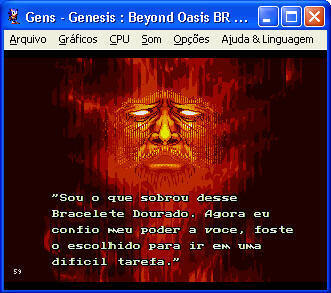 Gens - Genesis : Beyond Oasis BR ...
Arquivo Gráficos CPU Som Opções Ajuda & Linguagem
"Sou o que sobrou desse
Bracelete Dourado. Agora eu
confio meu poder a voce, foste
o escolhido para ir em uma
dificil tarefa."
59